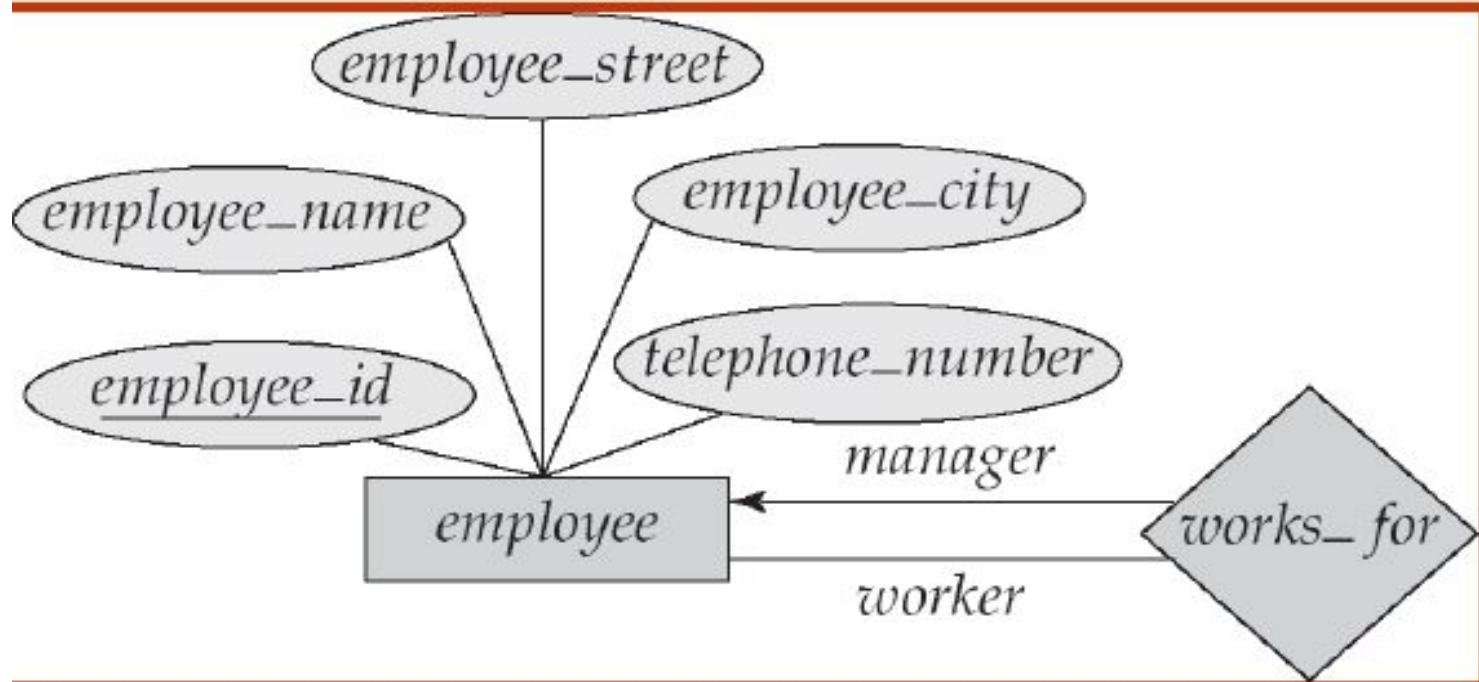 employee_street
employee_name
employee_city
employee_id
telephone_number
manager
employee
works_for
worker